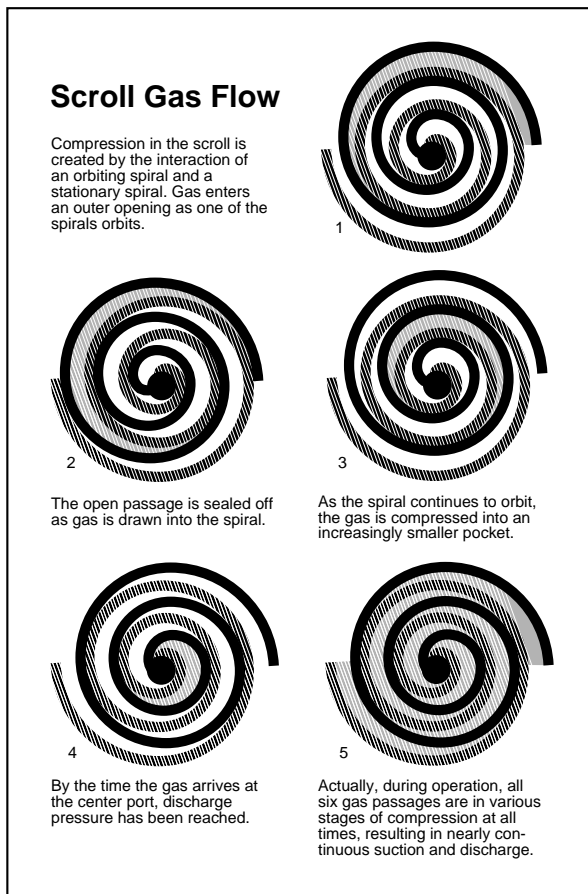 Scroll Gas Flow
Compression in the scroll is
created by the interaction of
an orbiting spiral and a
stationary spiral. Gas enters
an outer opening as one of the
spirals orbits.
1
2
The open passage is sealed off
as gas is drawn into the spiral.
3
As the spiral continues to orbit,
the gas is compressed into an
increasingly smaller pocket.
4
By the time the gas arrives at
the center port, discharge
pressure has been reached.
5
Actually, during operation, all
six gas passages are in various
stages of compression at all
times, resulting in nearly con-
tinuous suction and discharge.